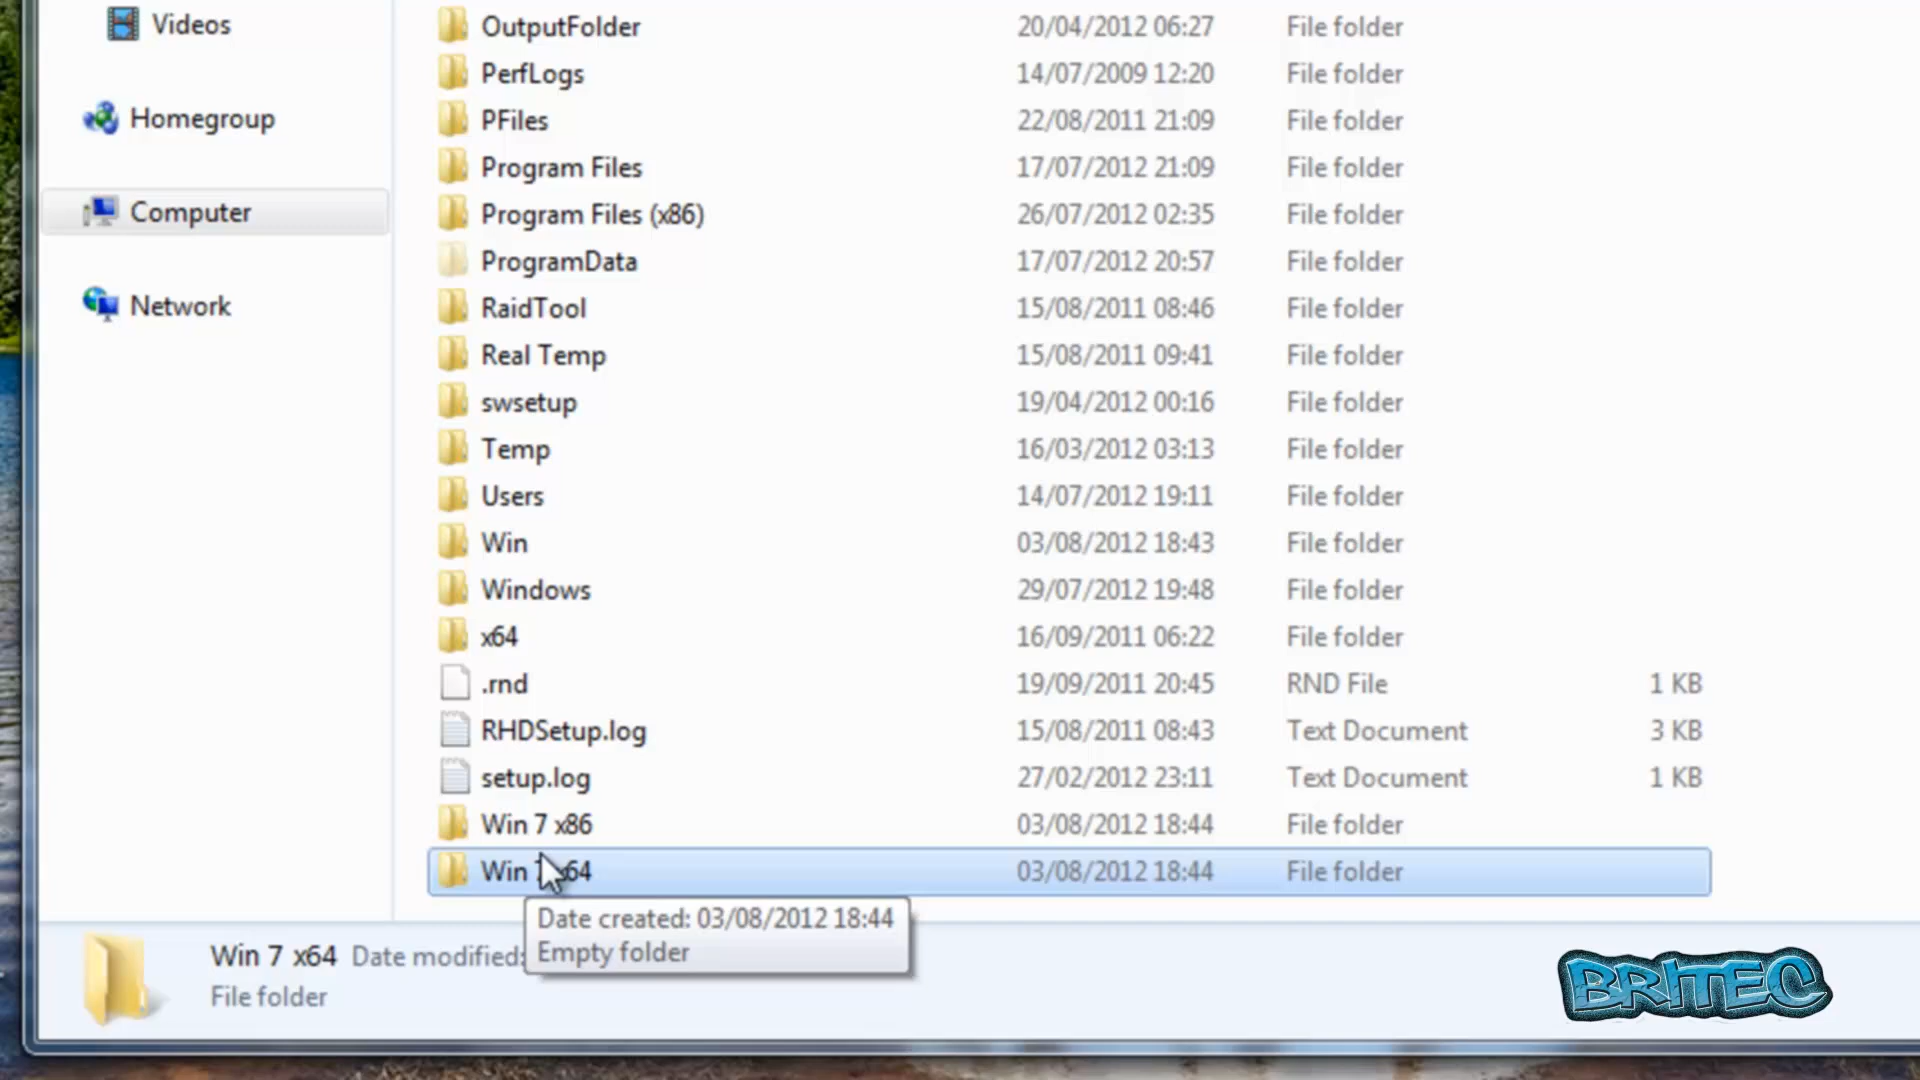 Videos
Homegroup
Computer
Network
OutputFolder 20/04/2012 06:27 File folder
PerfLogs 14/07/2009 12:20 File folder
PFiles 22/08/2011 21:09 File folder
Program Files 17/07/2012 21:09 File folder
Program Files (x86) 26/07/2012 02:35 File folder
ProgramData 17/07/2012 20:57 File folder
RaidTool 15/08/2011 08:46 File folder
Real Temp 15/08/2011 09:41 File folder
swsetup 19/04/2012 00:16 File folder
Temp 16/03/2012 03:13 File folder
Users 14/07/2012 19:11 File folder
Win 03/08/2012 18:43 File folder
Windows 29/07/2012 19:48 File folder
x64 16/09/2011 06:22 File folder
.rnd 19/09/2011 20:45 RND File 1 KB
RHDSetup.log 15/08/2011 08:43 Text Document 3 KB
setup.log 27/02/2012 23:11 Text Document 1 KB
Win 7 x86 03/08/2012 18:44 File folder
Win 7 x64 03/08/2012 18:44 File folder
Date created: 03/08/2012 18:44
Empty folder
Win 7 x64 Date modified:
File folder
BRITEC